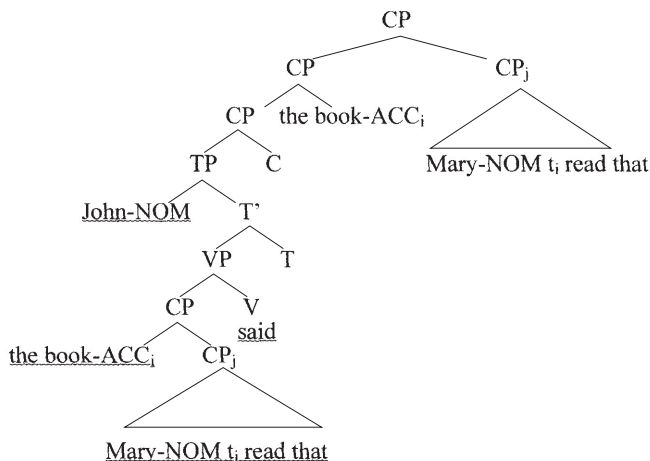 CP
CP CPj
CP the book-ACCi
TP C Mary-NOM ti read that
John-NOM T'
VP T
CP V
said
the book-ACCi CPj
Mary-NOM ti read that